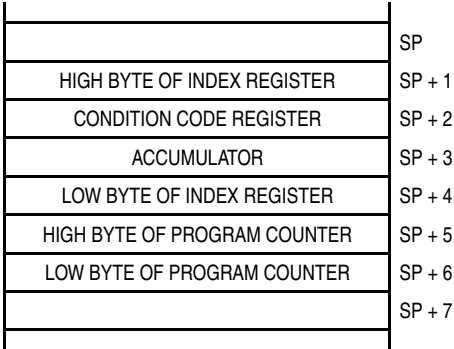 SP
HIGH BYTE OF INDEX REGISTER SP + 1
CONDITION CODE REGISTER SP + 2
ACCUMULATOR SP + 3
LOW BYTE OF INDEX REGISTER SP + 4
HIGH BYTE OF PROGRAM COUNTER SP + 5
LOW BYTE OF PROGRAM COUNTER SP + 6
SP + 7